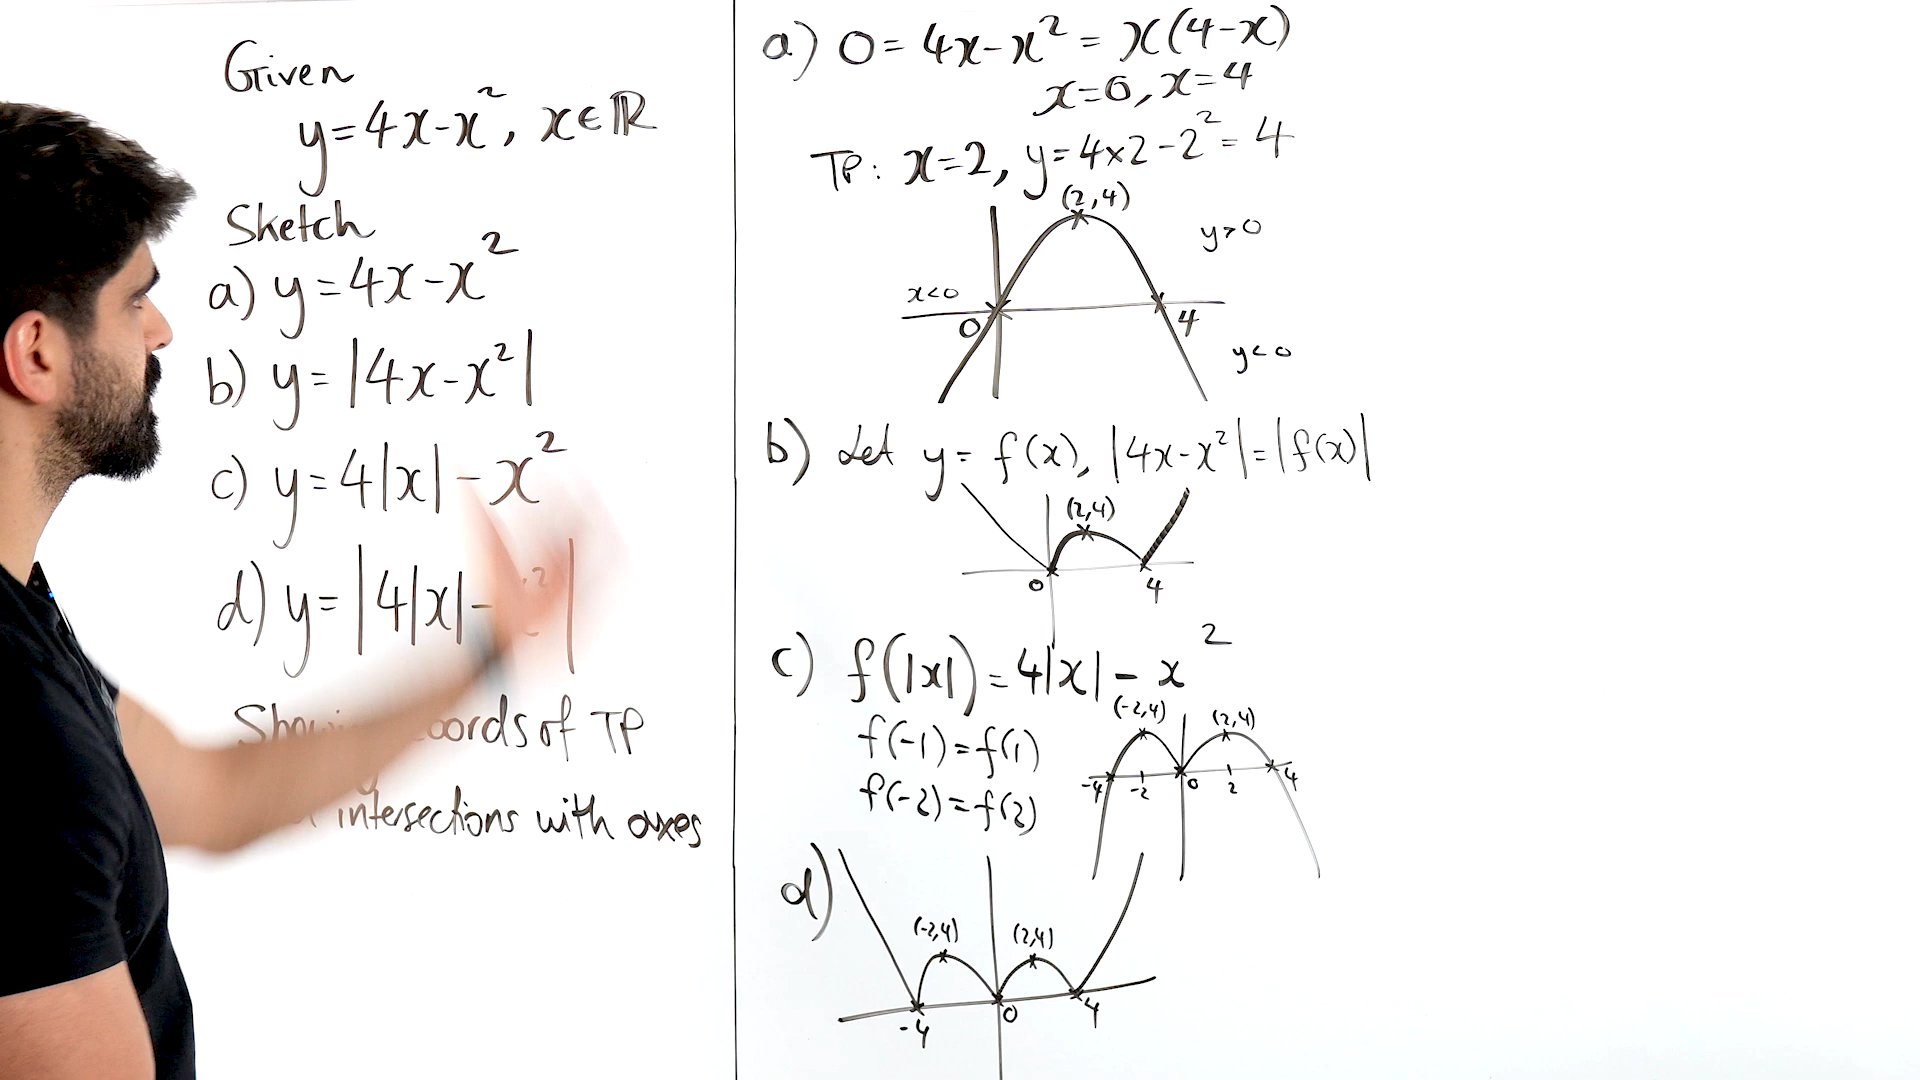 Given
y=4x-x², x∈ℝ
Sketch
a) y=4x-x²
b) y=|4x-x²|
c) y=4|x|-x²
d) y=|4|x|-x²|
of TP
intersections with axes
a) 0=4x-x²=x(4-x)
x=0, x=4
TP: x=2, y=4×2-2²=4
(2,4)
y>0
x<0
0
4
y<0
b) Let y=f(x), |4x-x²|=|f(x)|
(2,4)
0
4
c) f(|x|)=4|x|-x²
(-2,4)
(2,4)
f(-1)=f(1)
-4
-2
0
2
4
f(-2)=f(2)
d)
(-2,4)
(2,4)
-4
0
4